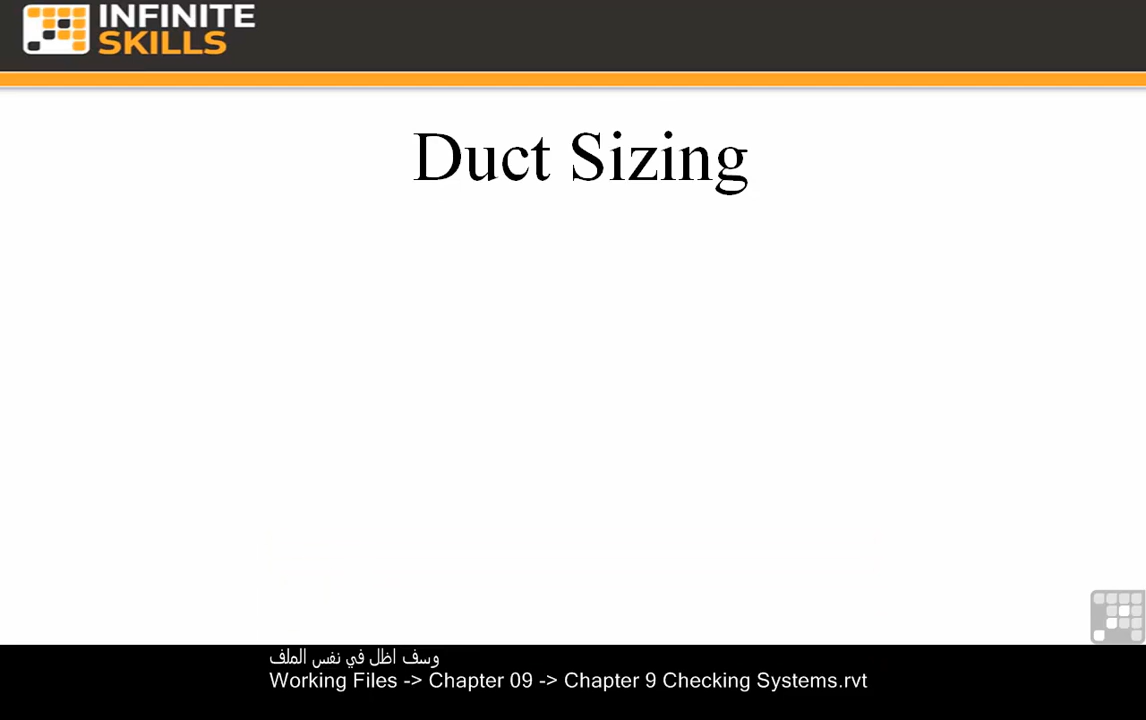 INFINITE
SKILLS
Duct Sizing
وسف اظل في نفس الملف
Working Files -> Chapter 09 -> Chapter 9 Checking Systems.rvt